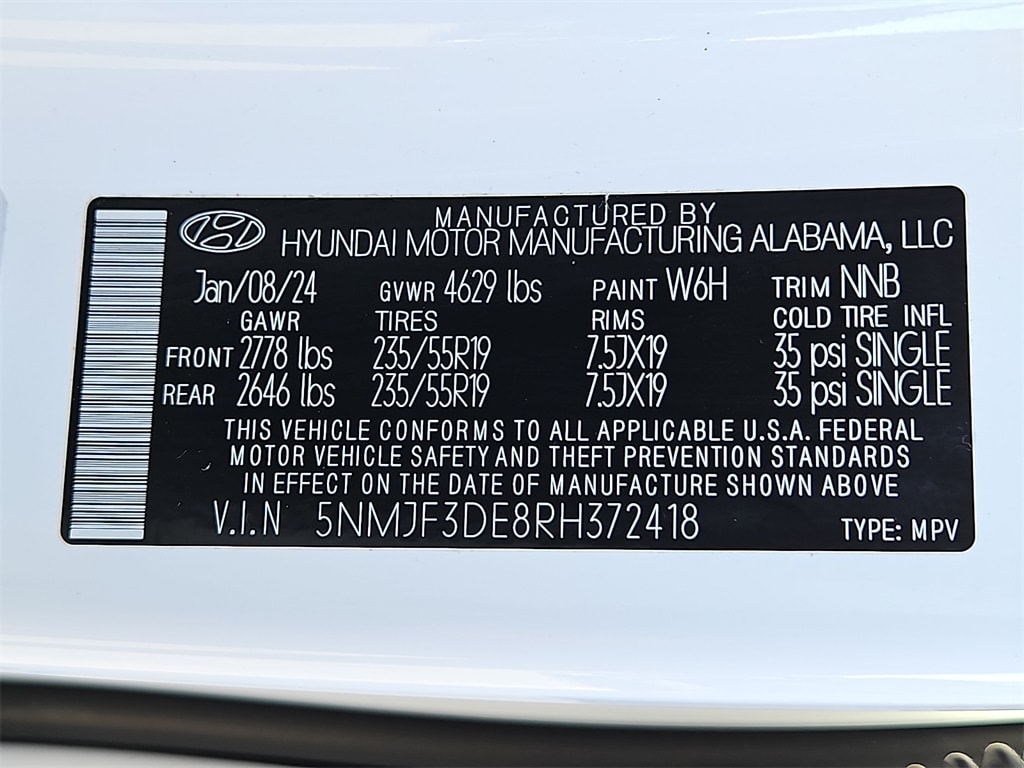 MANUFACTURED BY
HYUNDAI MOTOR MANUFACTURING ALABAMA, LLC
Jan/08/24 GVWR 4629 lbs PAINT W6H TRIM NNB
GAWR TIRES RIMS COLD TIRE INFL
FRONT 2778 lbs 235/55R19 7.5JX19 35 psi SINGLE
REAR 2646 lbs 235/55R19 7.5JX19 35 psi SINGLE
THIS VEHICLE CONFORMS TO ALL APPLICABLE U.S.A. FEDERAL
MOTOR VEHICLE SAFETY AND THEFT PREVENTION STANDARDS
IN EFFECT ON THE DATE OF MANUFACTURE SHOWN ABOVE
V.I.N 5NMJF3DE8RH372418 TYPE: MPV